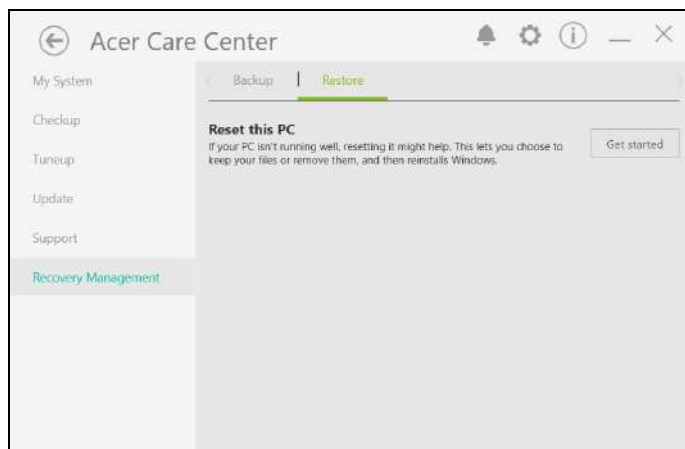 Acer Care Center
My System
Checkup
Tuneup
Update
Support
Recovery Management
Backup
Restore
Reset this PC
If your PC isn't running well, resetting it might help. This lets you choose to
keep your files or remove them, and then reinstalls Windows.
Get started